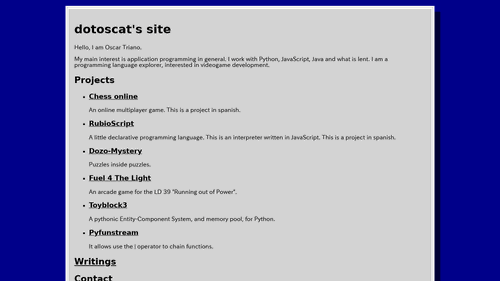 dotoscat's site
Hello, I am Oscar Triano.
My main interest is application programming in general. I work with Python, JavaScript, Java and what is lent. I am a
programming language explorer, interested in videogame development.
Projects
Chess online
An online multiplayer game. This is a project in spanish.
RubioScript
A little declarative programming language. This is an interpreter written in JavaScript. This is a project in spanish.
Dozo-Mystery
Puzzles inside puzzles.
Fuel 4 The Light
An arcade game for the LD 39 "Running out of Power".
Toyblock3
A pythonic Entity-Component System, and memory pool, for Python.
Pyfunstream
It allows use the | operator to chain functions.
Writings
Contact